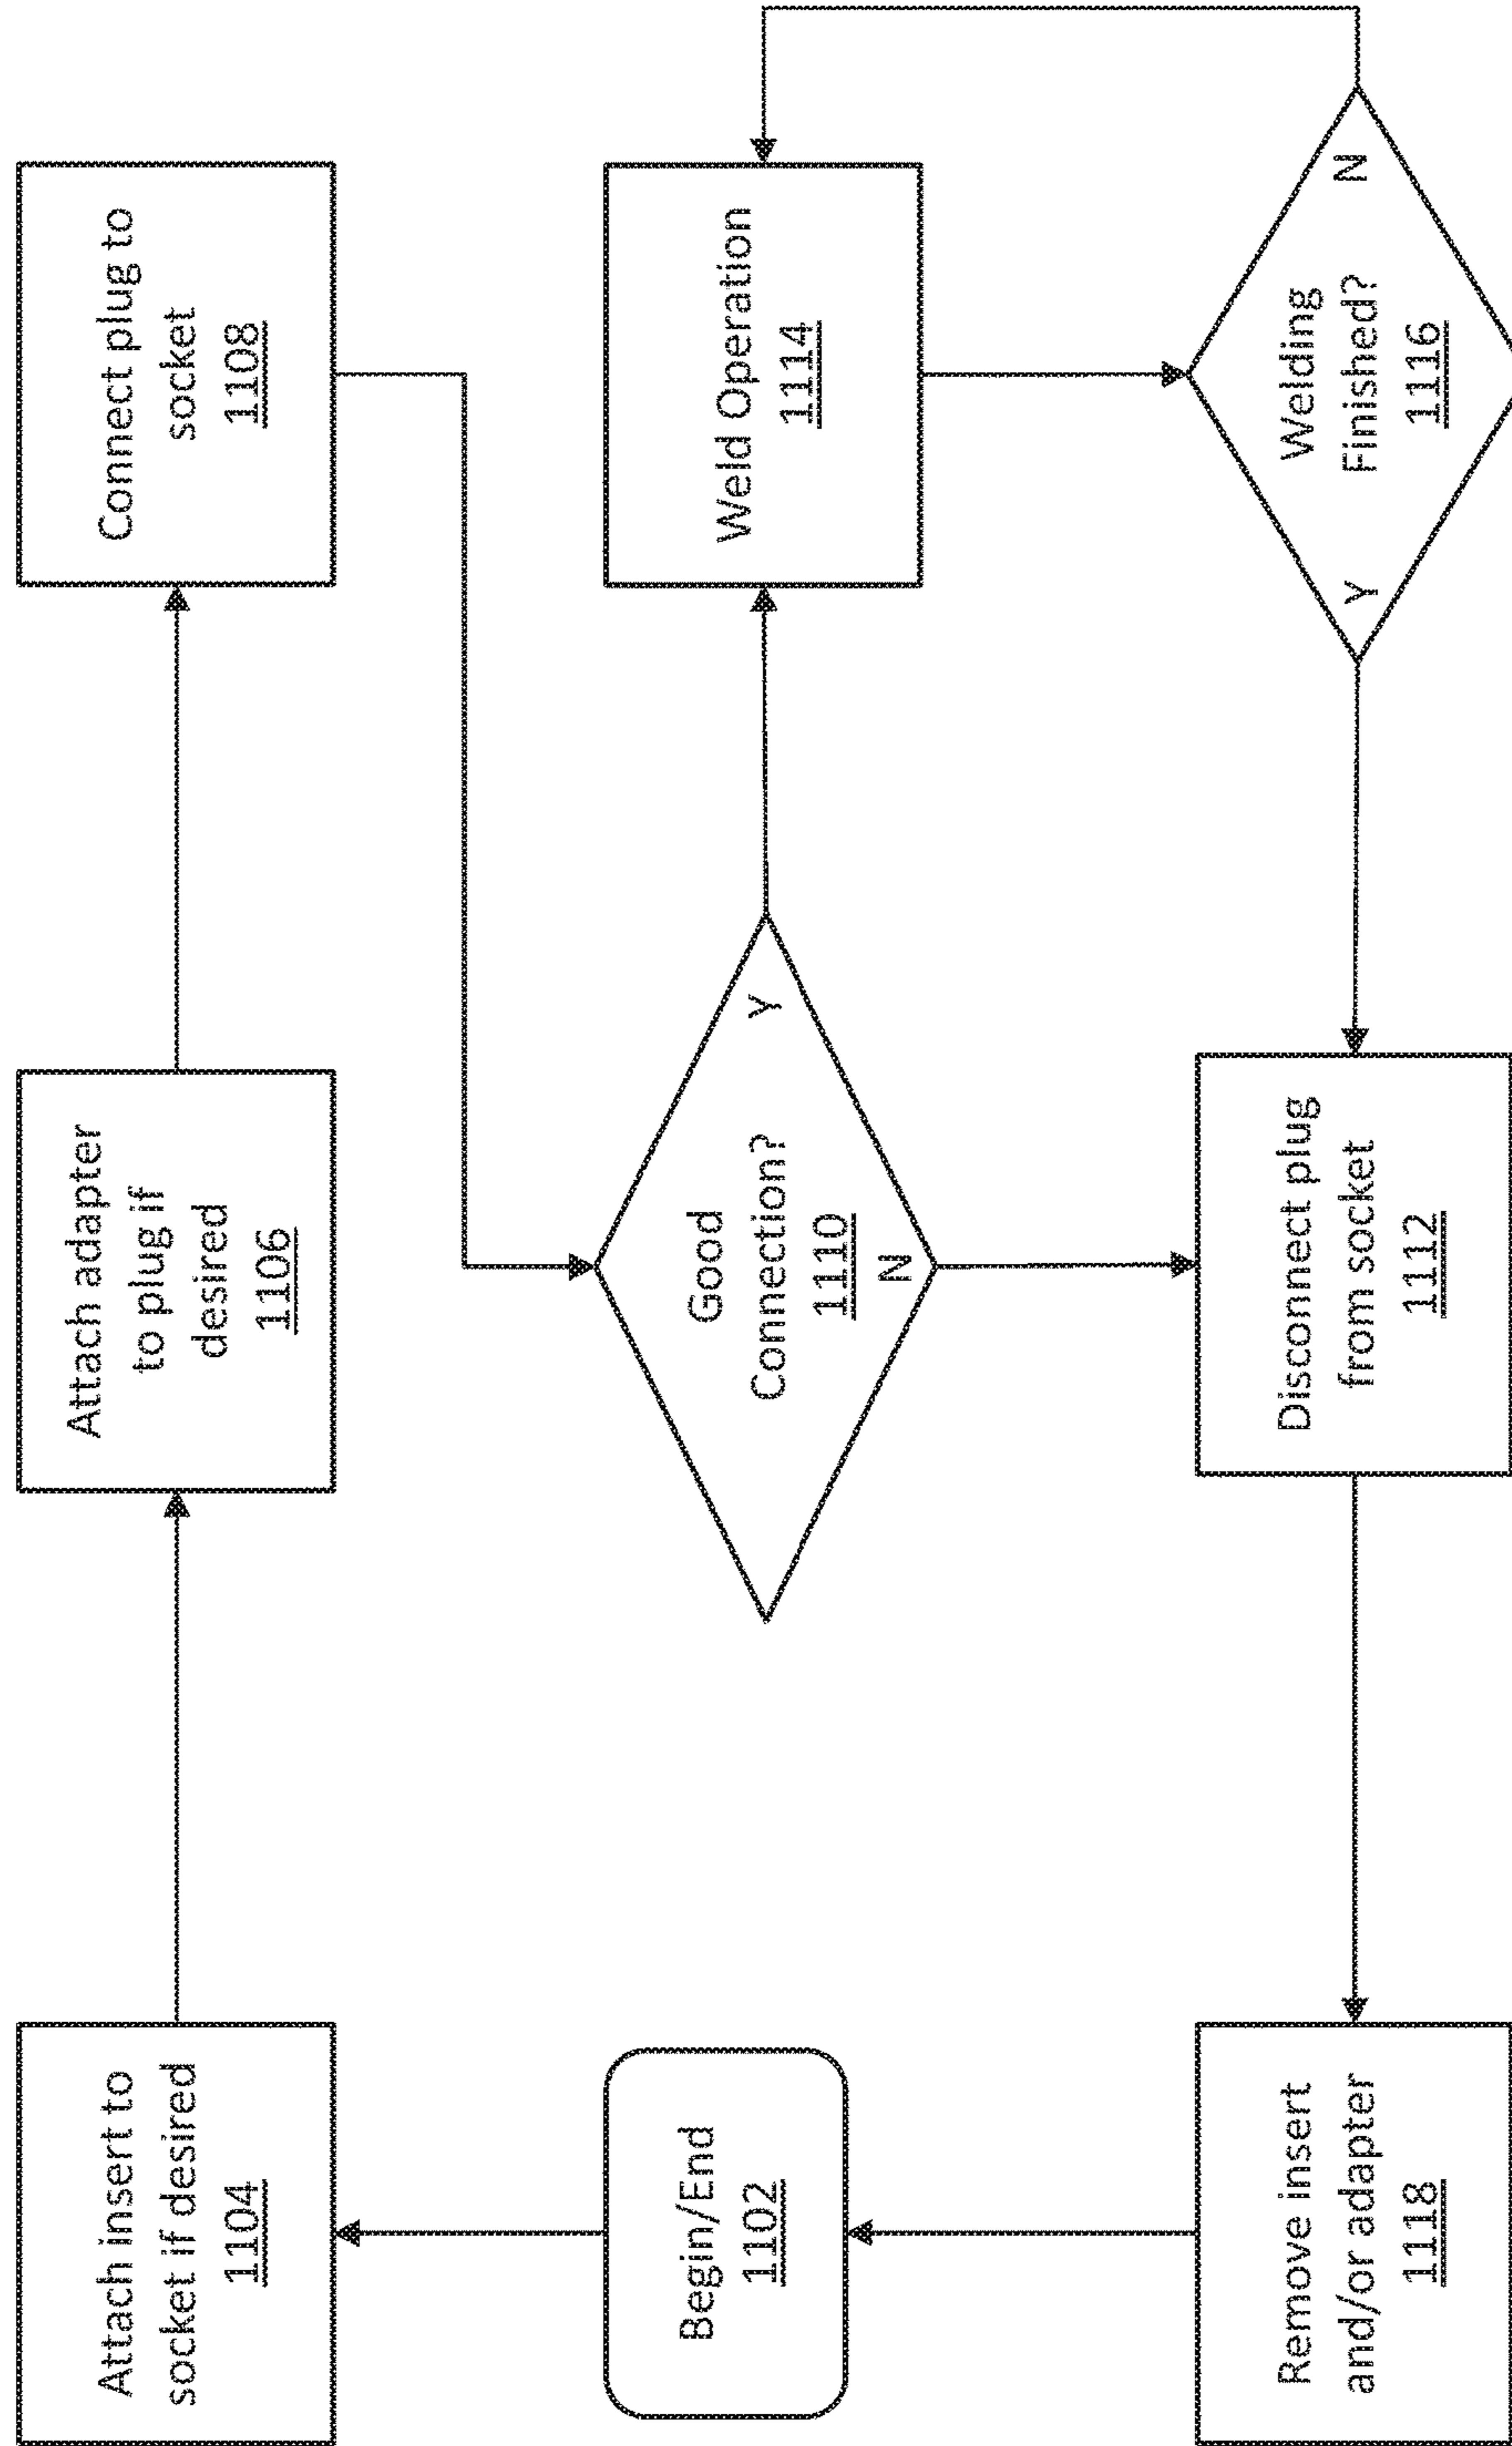 Attach insert to
socket if desired
1104
Attach adapter
to plug if
desired
1106
Connect plug to
socket
1108
Begin/End
1102
Good
Connection?
1110
Y
N
Weld Operation
1114
Remove insert
and/or adapter
1118
Disconnect plug
from socket
1112
Welding
Finished?
1116
Y
N